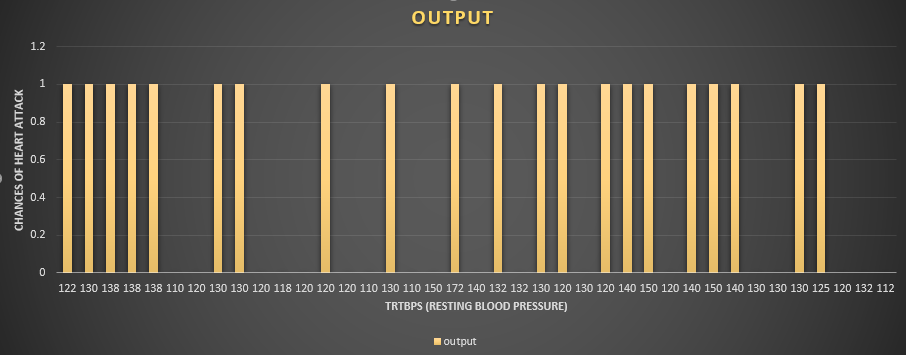 OUTPUT
1.2
1
0.8
0.6
0.4
0.2
0
CHANCES OF HEART ATTACK
122 130 138 138 138 110 120 130 130 120 118 120 120 120 110 130 110 150 172 140 132 132 130 120 130 120 140 150 120 140 150 140 130 130 130 125 120 132 112
TRTBPS (RESTING BLOOD PRESSURE)
output